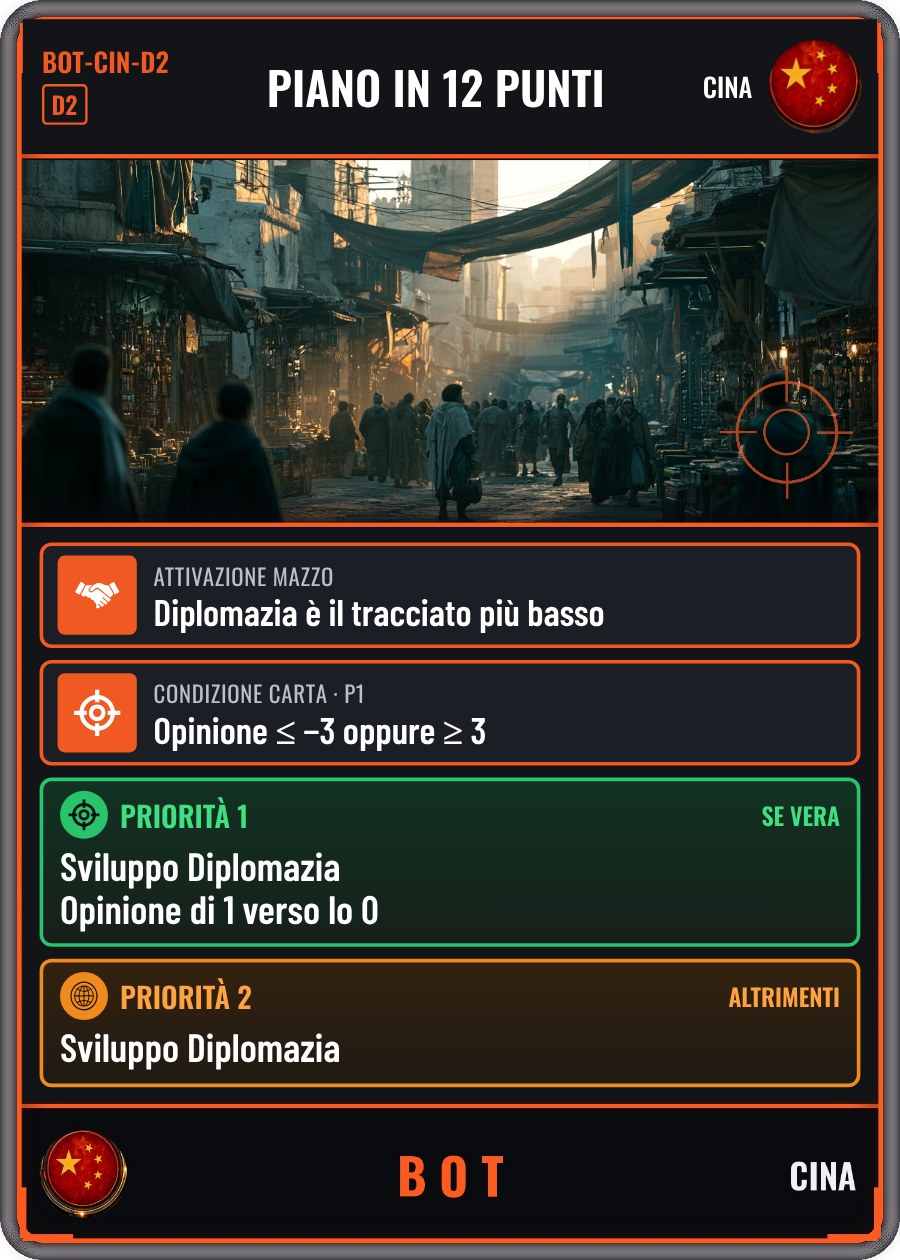 BOT-CIN-D2
D2
PIANO IN 12 PUNTI
CINA
ATTIVAZIONE MAZZO
Diplomazia è il tracciato più basso
CONDIZIONE CARTA · P1
Opinione ≤ −3 oppure ≥ 3
PRIORITÀ 1
SE VERA
Sviluppo Diplomazia
Opinione di 1 verso lo 0
PRIORITÀ 2
ALTRIMENTI
Sviluppo Diplomazia
BOT
CINA